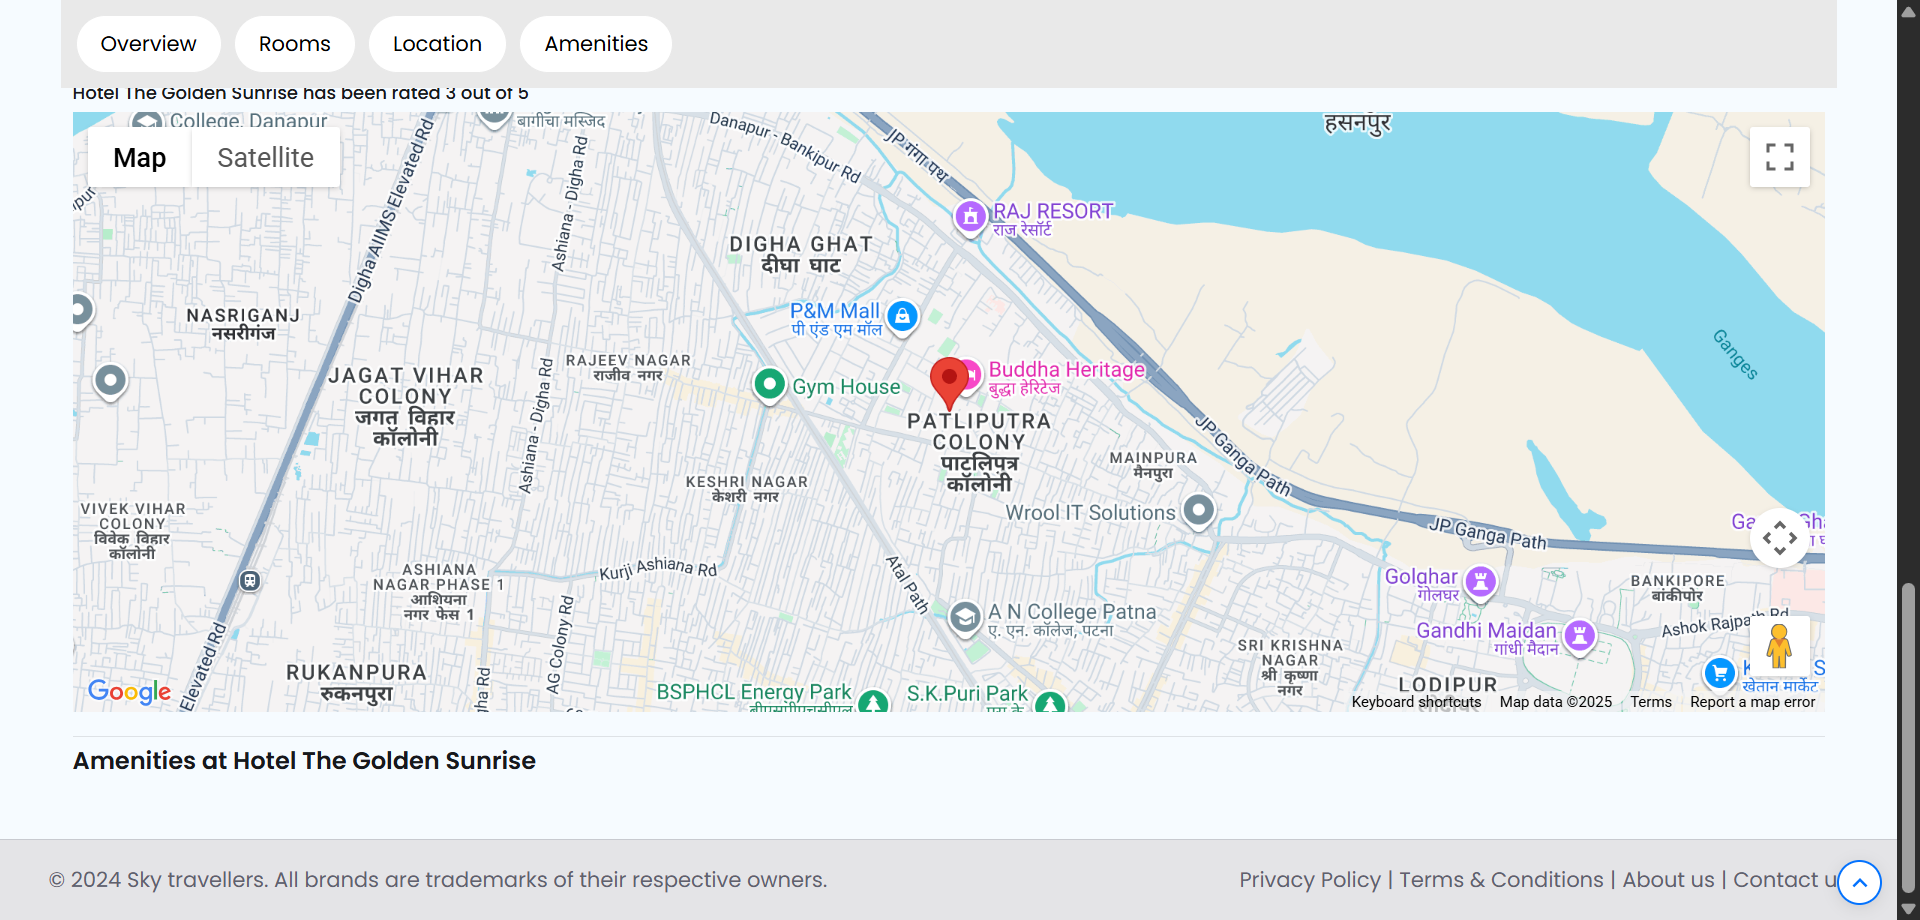 Overview
Rooms
Location
Amenities
Hotel The Golden Sunrise has been rated 3 out of 5
Map
Satellite
College, Danapur
बागीचा मस्जिद
Danapur - Bankipur Rd
JP गंगा पथ
हसनपुर
Digha AIIMS Elevated Rd
Ashiana - Digha Rd
RAJ RESORT
राज रेसॉर्ट
DIGHA GHAT
दीघा घाट
NASRIGANJ
नसरीगंज
P&M Mall
पी एंड एम मॉल
Ganges
RAJEEV NAGAR
राजीव नगर
JAGAT VIHAR
COLONY
जगत विहार
कॉलोनी
Gym House
Buddha Heritage
बुद्धा हेरिटेज
Ashiana - Digha Rd
PATLIPUTRA
COLONY
पाटलिपुत्र
कॉलोनी
JP Ganga Path
MAINPURA
मैनपुरा
KESHRI NAGAR
केशरी नगर
VIVEK VIHAR
COLONY
विवेक विहार
कॉलोनी
Wrool IT Solutions
JP Ganga Path
ASHIANA
NAGAR PHASE 1
आशियाना
नगर फेस 1
Kurji Ashiana Rd
Atal Path
Golghar
गोलघर
BANKIPORE
बांकीपोर
A N College Patna
ए. एन. कॉलेज, पटना
AG Colony Rd
Gandhi Maidan
गांधी मैदान
Ashok Rajpath Rd
SRI KRISHNA
NAGAR
श्री कृष्णा
नगर
RUKANPURA
रुकनपुरा
Elevated Rd
LODIPUR
खेतान मार्केट
BSPHCL Energy Park
S.K.Puri Park
Google
Keyboard shortcuts
Map data ©2025
Terms
Report a map error
Amenities at Hotel The Golden Sunrise
© 2024 Sky travellers. All brands are trademarks of their respective owners.
Privacy Policy | Terms & Conditions | About us | Contact u